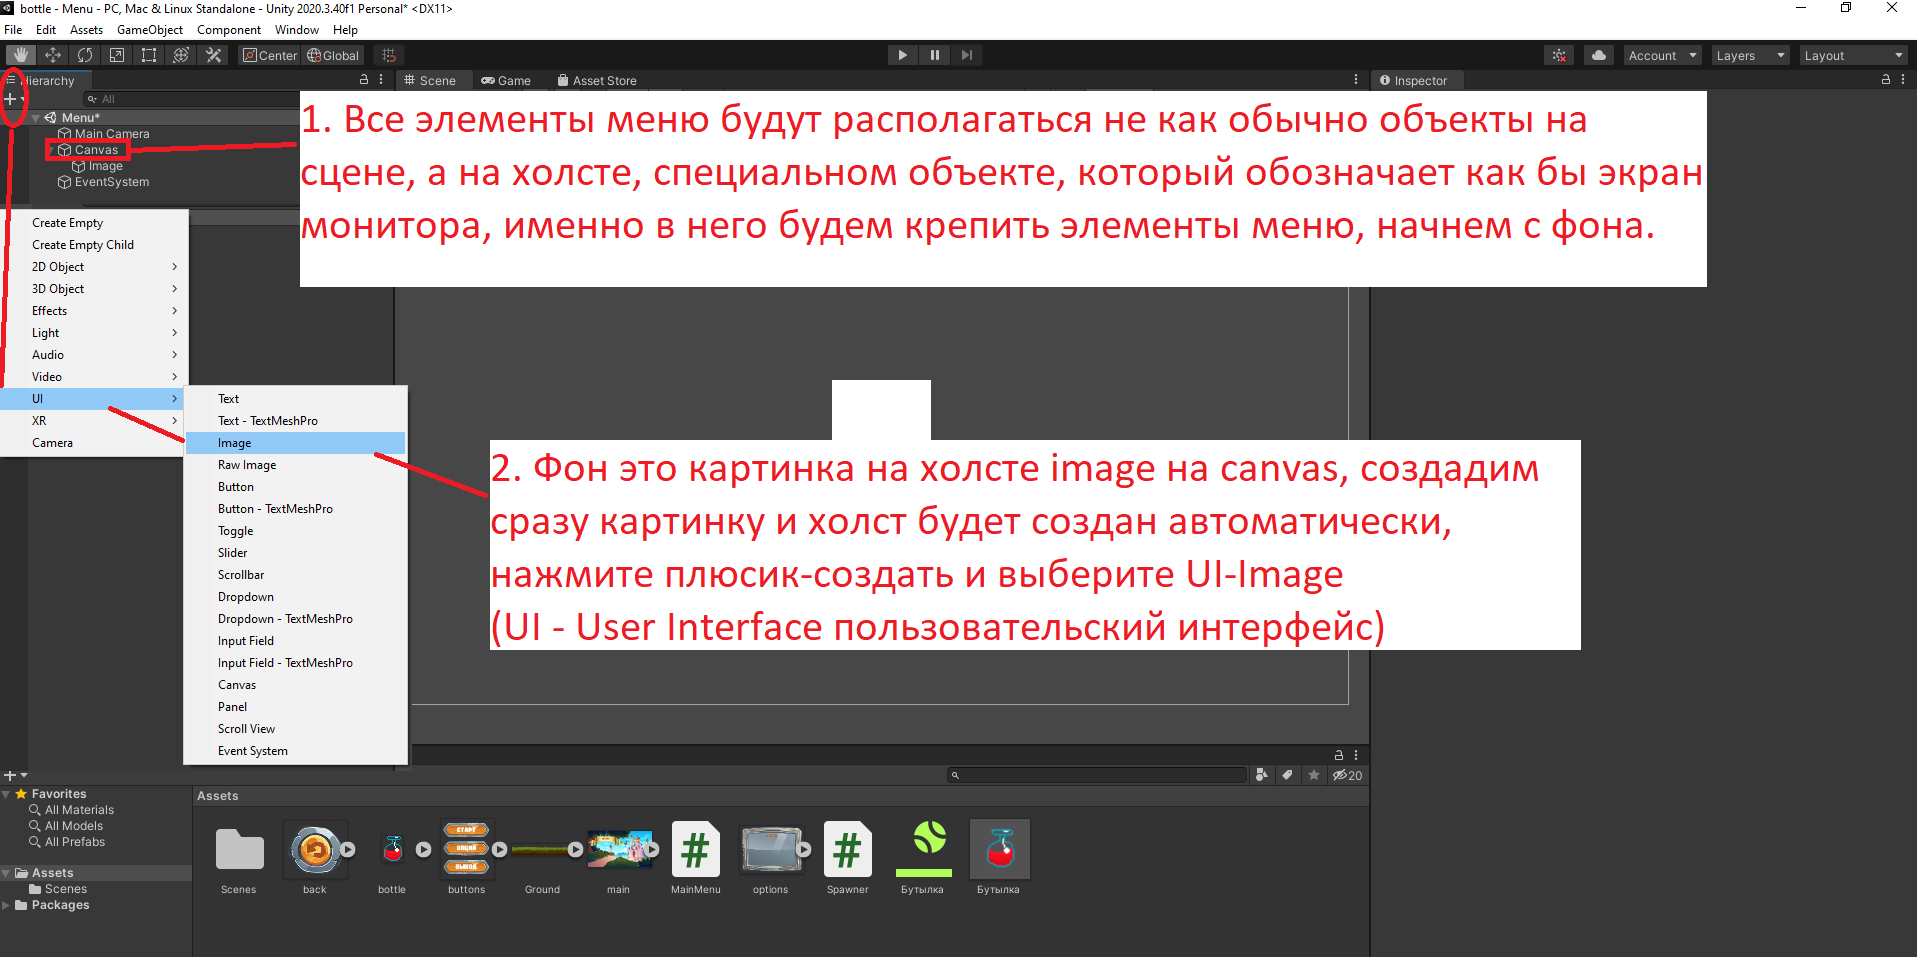 bottle - Menu - PC, Mac & Linux Standalone - Unity 2020.3.40f1 Personal* <DX11>
File Edit Assets GameObject Component Window Help
Center Global Account Layers Layout
Hierarchy Scene Game Asset Store Inspector
All
Menu*
Main Camera
Canvas
Image
EventSystem
1. Все элементы меню будут располагаться не как обычно объекты на
сцене, а на холсте, специальном объекте, который обозначает как бы экран
монитора, именно в него будем крепить элементы меню, начнем с фона.
Create Empty
Create Empty Child
2D Object
3D Object
Effects
Light
Audio
Video
UI
XR
Camera
Text
Text - TextMeshPro
Image
Raw Image
Button
Button - TextMeshPro
Toggle
Slider
Scrollbar
Dropdown
Dropdown - TextMeshPro
Input Field
Input Field - TextMeshPro
Canvas
Panel
Scroll View
Event System
2. Фон это картинка на холсте image на canvas, создадим
сразу картинку и холст будет создан автоматически,
нажмите плюсик-создать и выберите UI-Image
(UI - User Interface пользовательский интерфейс)
20
Favorites
All Materials
All Models
All Prefabs
Assets
Scenes
Packages
Assets
СТАРТ
ОПЦИИ
ВЫХОД
Scenes back bottle buttons Ground main MainMenu options Spawner Бутылка Бутылка